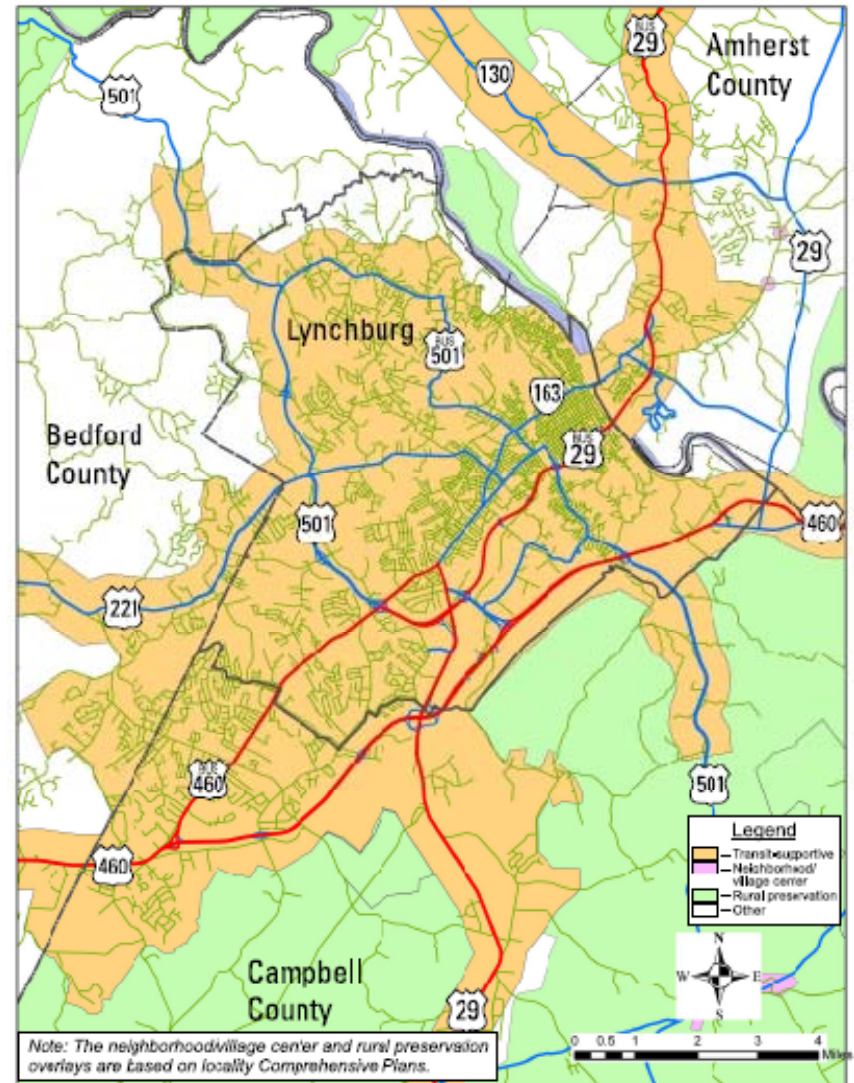 BUS
29
Amherst
County
130
501
29
Lynchburg
BUS
501
163
Bedford
County
BUS
29
501
460
221
BUS
460
501
460
Legend
Transit-supportive
Neighborhood/
village center
Rural preservation
Other
Campbell
County
N
W E
S
29
0 0.5 1 2 3 4
Miles
Note: The neighborhood/village center and rural preservation
overlays are based on locality Comprehensive Plans.